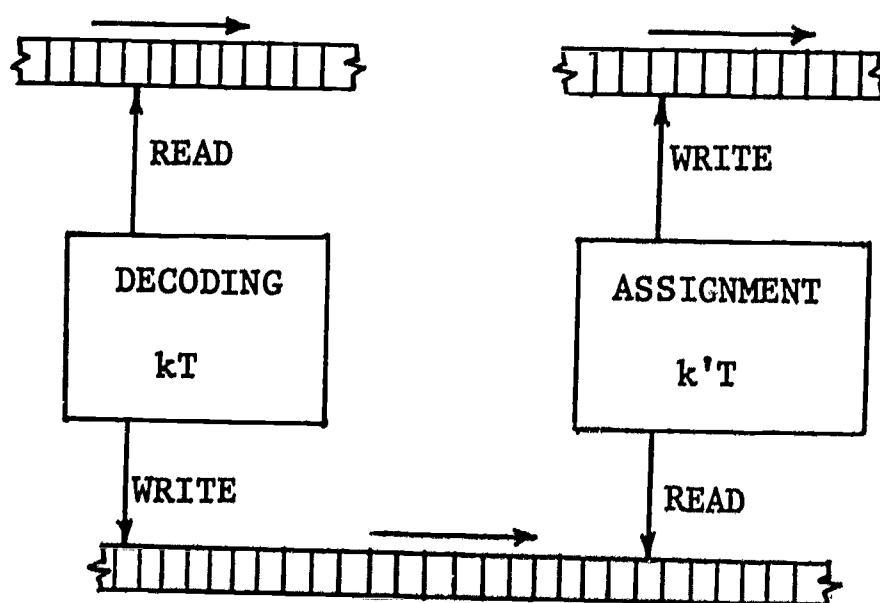 READ
WRITE
DECODING
kT
ASSIGNMENT
k'T
WRITE
READ